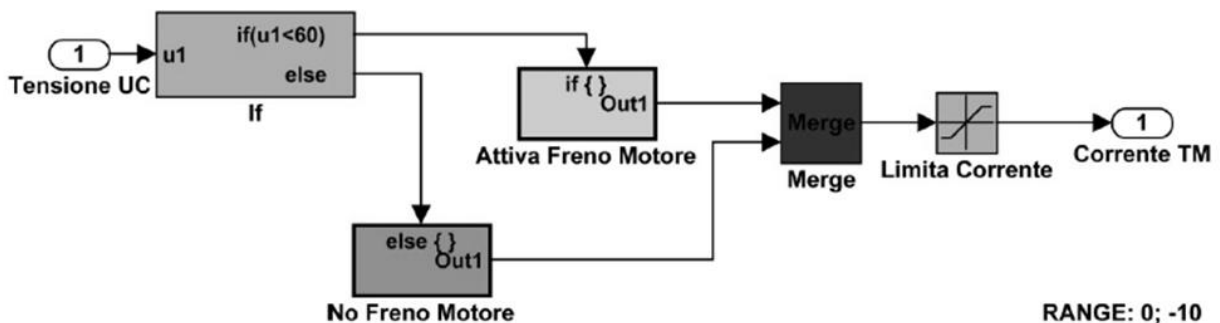 1
Tensione UC
u1
if(u1<60)
else
If
if { }
Out1
Attiva Freno Motore
else { }
Out1
No Freno Motore
Merge
Merge
Limita Corrente
1
Corrente TM
RANGE: 0; -10